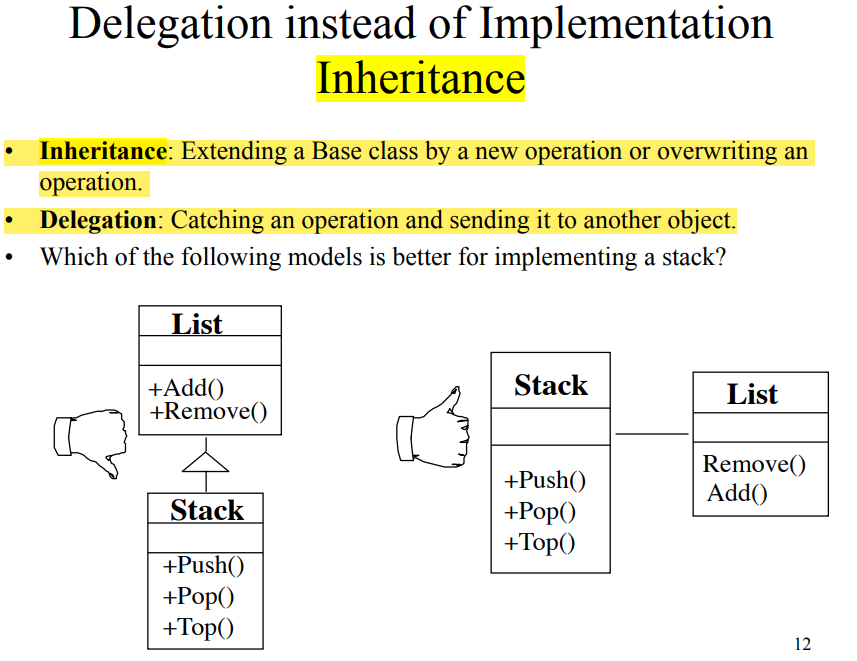 Delegation instead of Implementation
Inheritance
• Inheritance: Extending a Base class by a new operation or overwriting an
operation.
• Delegation: Catching an operation and sending it to another object.
• Which of the following models is better for implementing a stack?
List
+Add()
+Remove()
Stack
+Push()
+Pop()
+Top()
Stack
+Push()
+Pop()
+Top()
List
Remove()
Add()
12